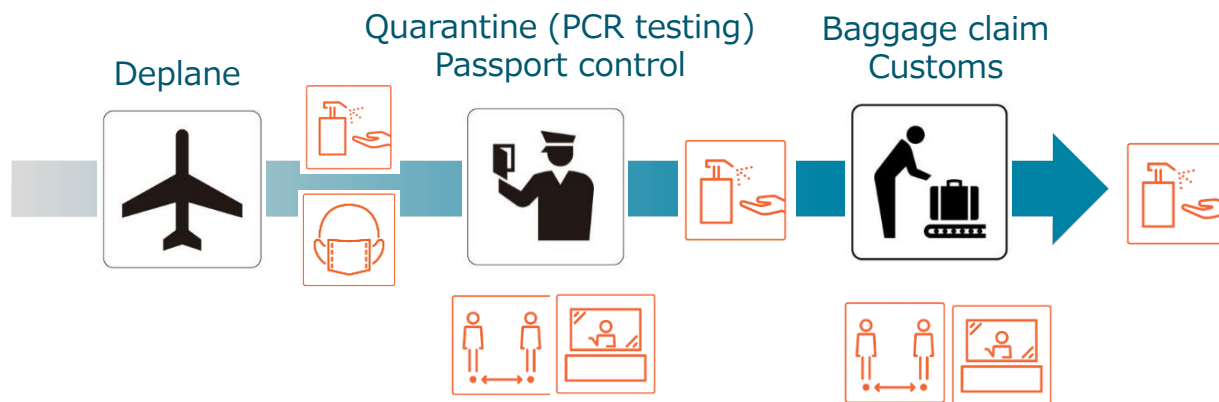 Deplane
Quarantine (PCR testing)
Passport control
Baggage claim
Customs